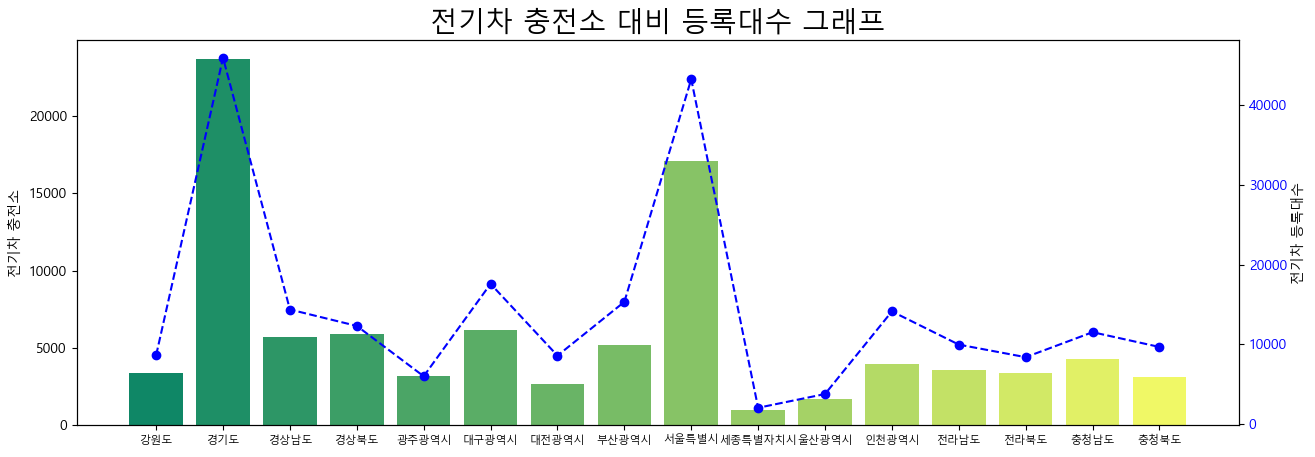 전기차 충전소 대비 등록대수 그래프
전기차 충전소
20000
15000
10000
5000
0
40000
30000
20000
10000
0
전기차 등록대수
강원도 경기도 경상남도 경상북도 광주광역시 대구광역시 대전광역시 부산광역시 서울특별시 세종특별자치시 울산광역시 인천광역시 전라남도 전라북도 충청남도 충청북도